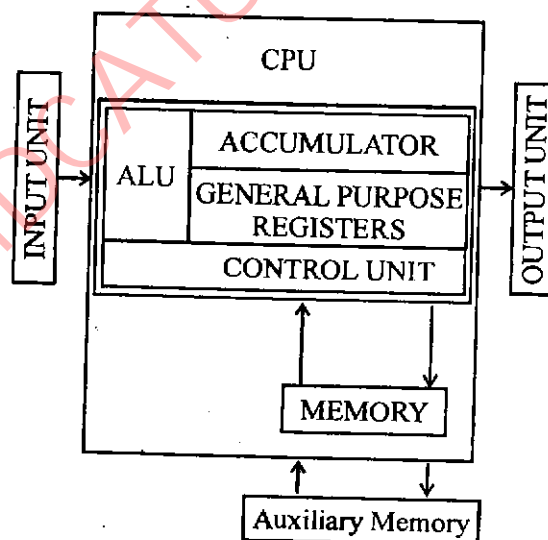 CPU
INPUT UNIT
ALU
ACCUMULATOR
GENERAL PURPOSE
REGISTERS
CONTROL UNIT
OUTPUT UNIT
MEMORY
Auxiliary Memory